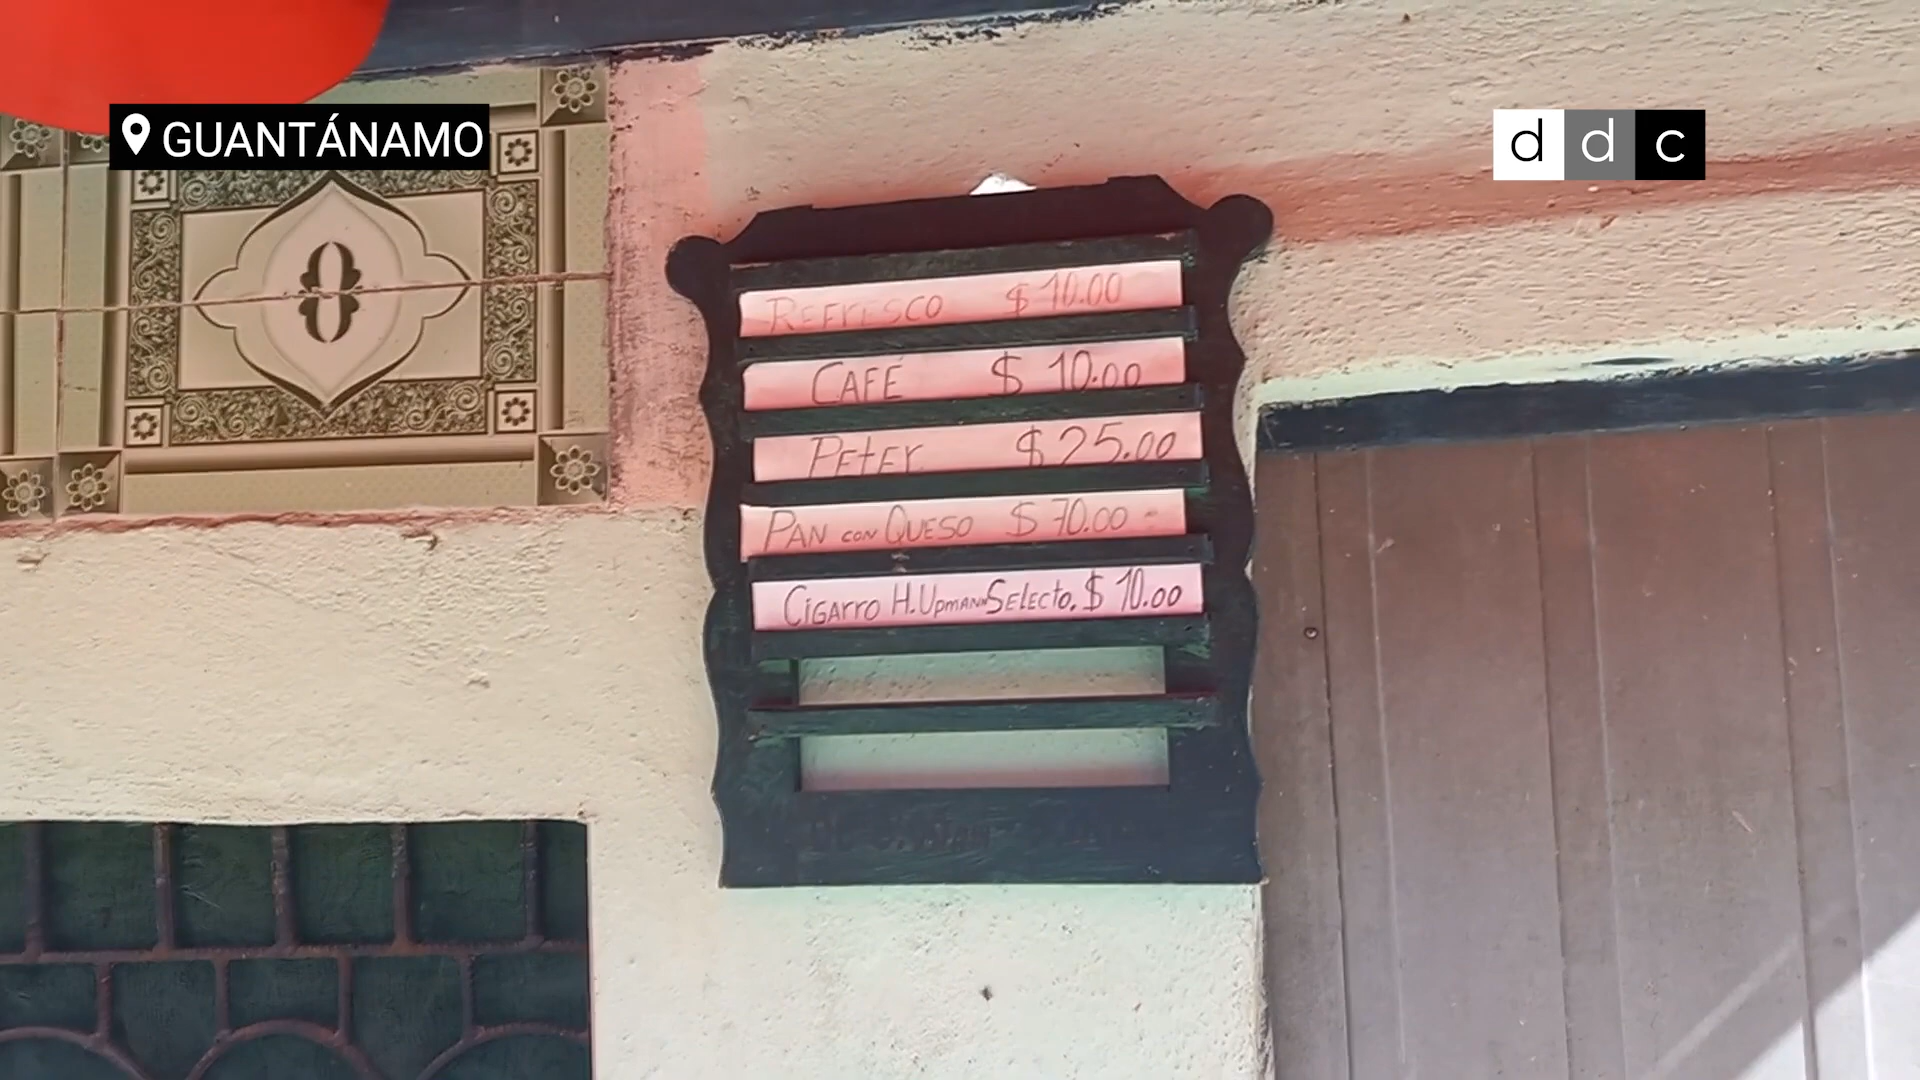 GUANTÁNAMO
d d c
REFRESCO $10.00
CAFÉ $10.00
PETER $25.00
PAN CON QUESO $70.00
CIGARRO H.UPMANN SELECTO. $10.00